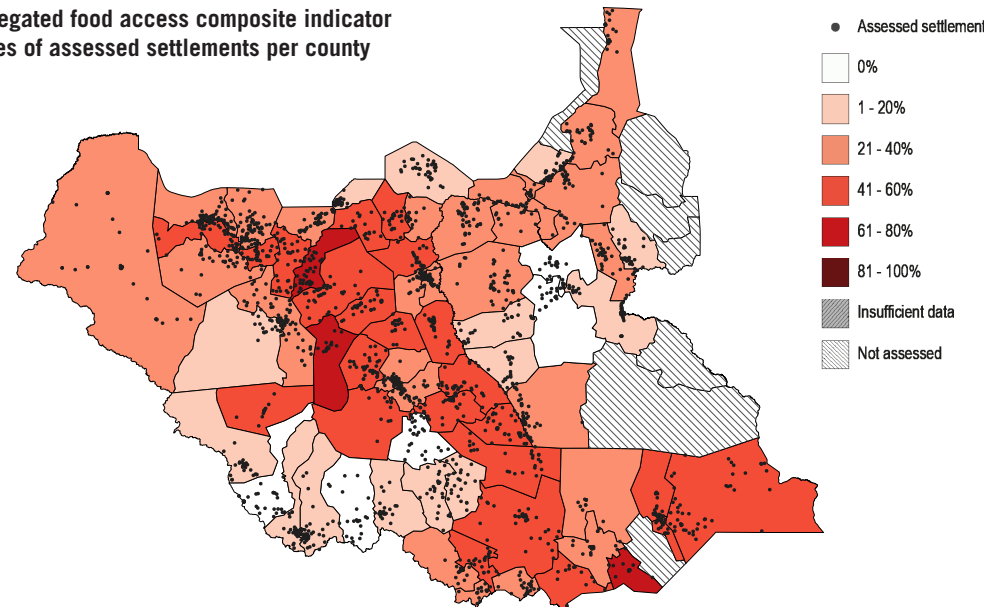 egated food access composite indicator
es of assessed settlements per county
Assessed settlement
0%
1 - 20%
21 - 40%
41 - 60%
61 - 80%
81 - 100%
Insufficient data
Not assessed